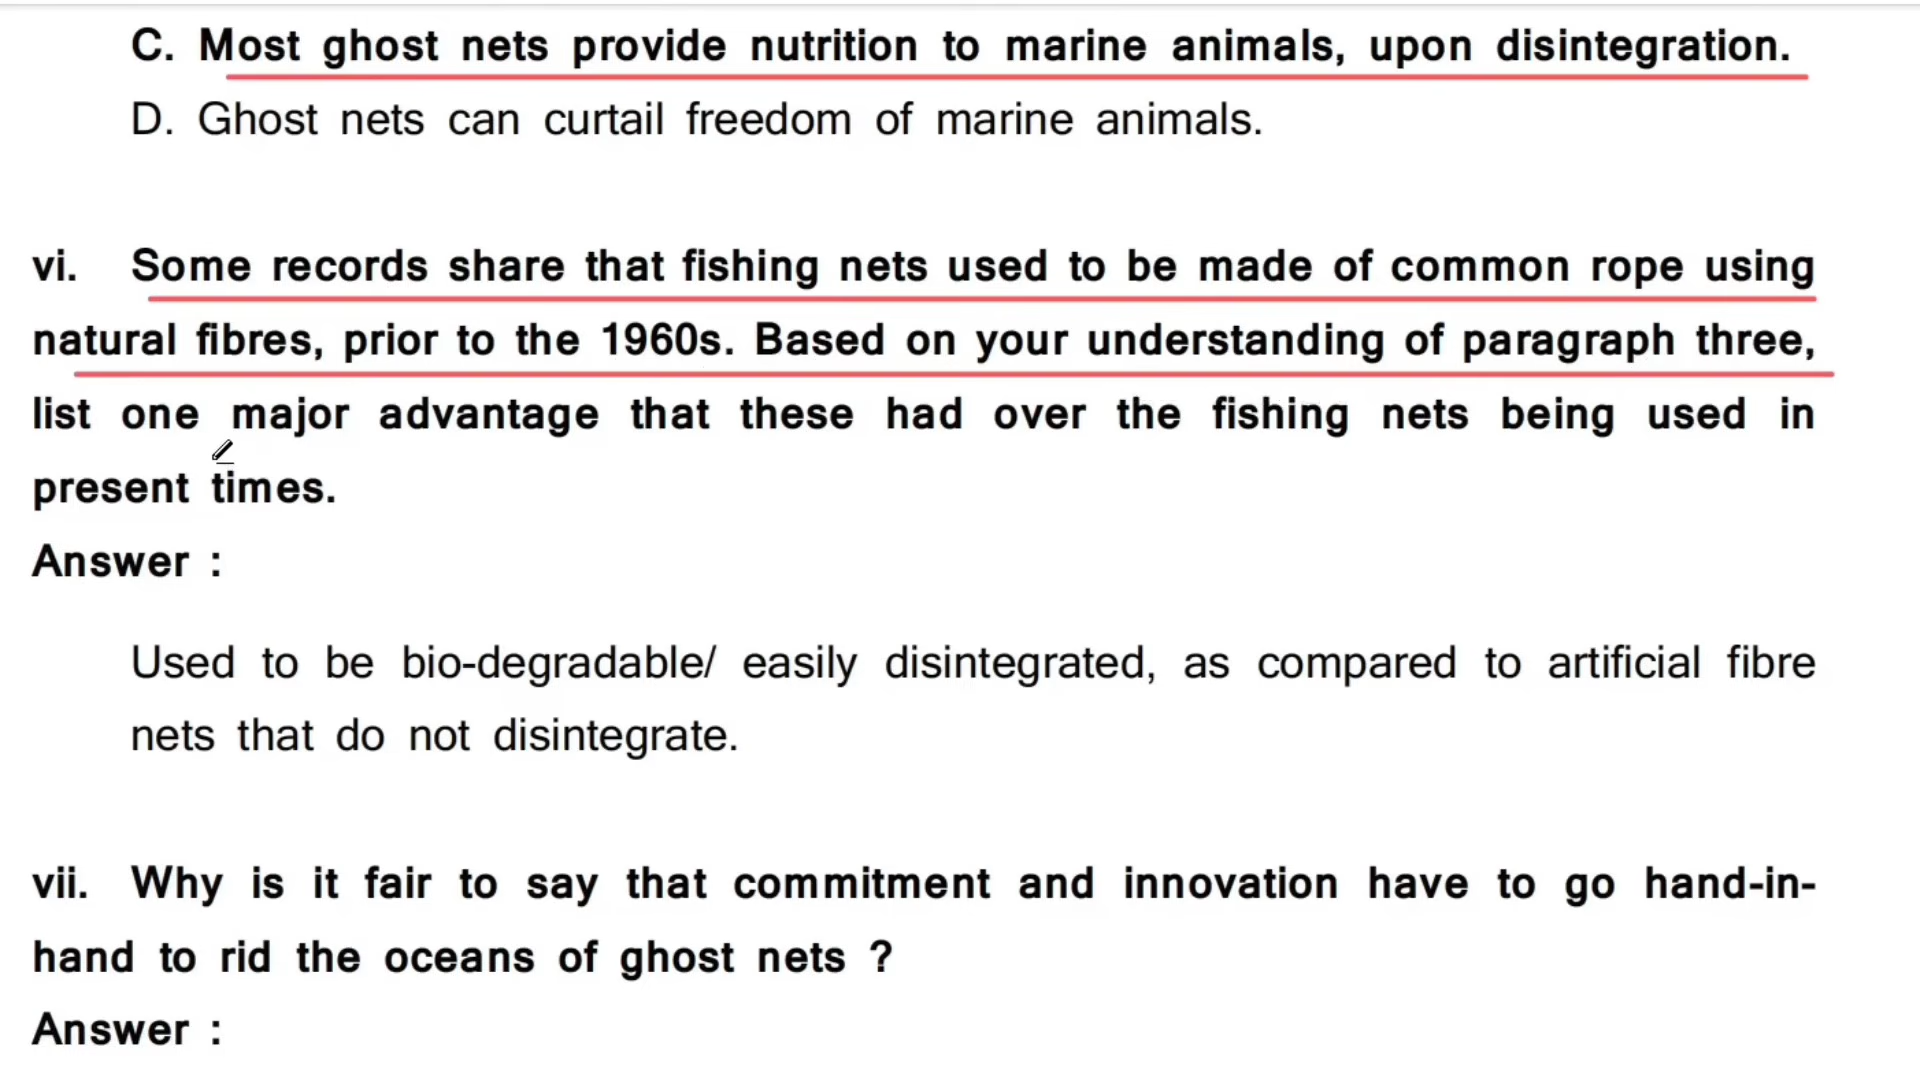 C. Most ghost nets provide nutrition to marine animals, upon disintegration.
D. Ghost nets can curtail freedom of marine animals.
vi. Some records share that fishing nets used to be made of common rope using
natural fibres, prior to the 1960s. Based on your understanding of paragraph three,
list one major advantage that these had over the fishing nets being used in
present times.
Answer :
Used to be bio-degradable/ easily disintegrated, as compared to artificial fibre
nets that do not disintegrate.
vii. Why is it fair to say that commitment and innovation have to go hand-in-
hand to rid the oceans of ghost nets ?
Answer :